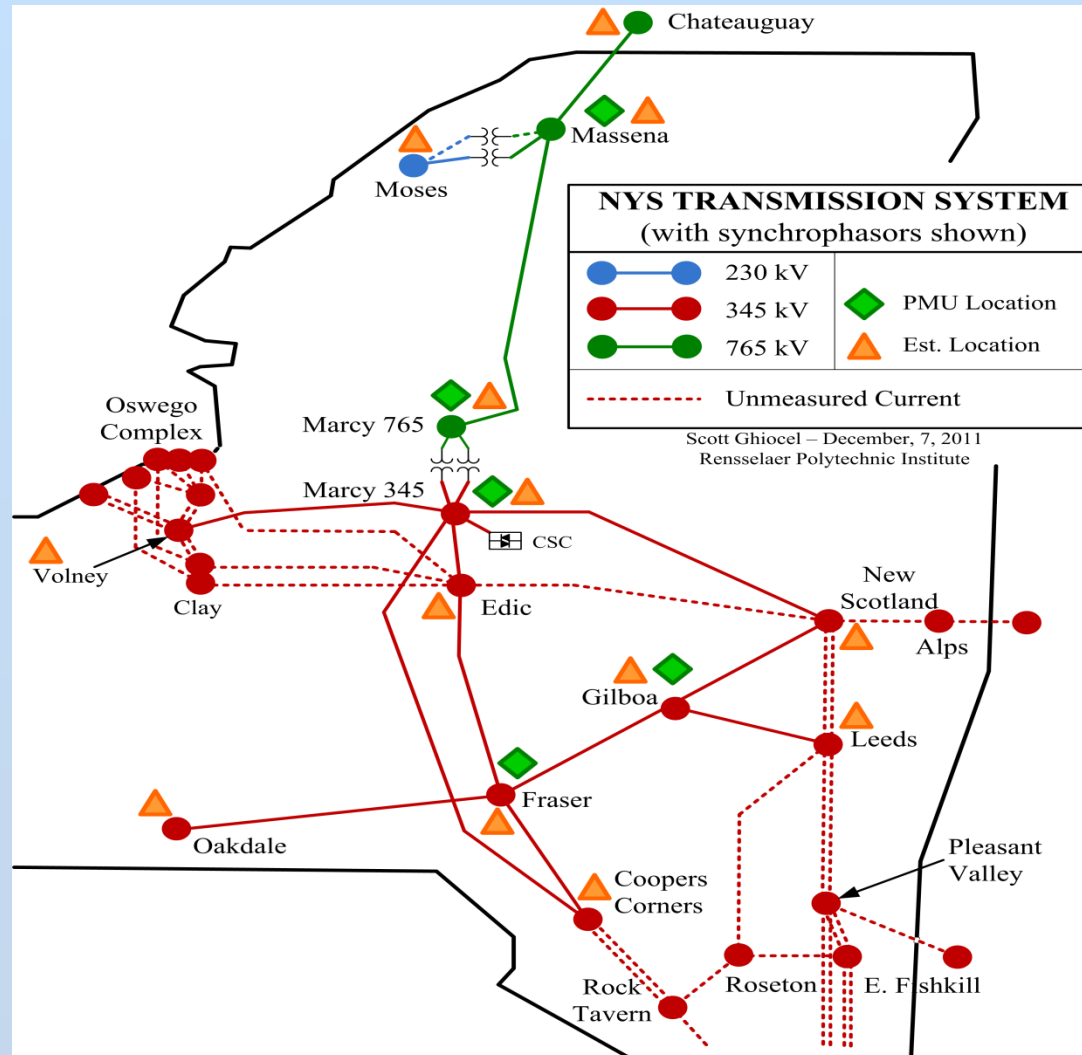 Chateauguay
Massena
Moses
NYS TRANSMISSION SYSTEM
(with synchrophasors shown)
230 kV
345 kV
765 kV
PMU Location
Est. Location
Unmeasured Current
Scott Ghiocel – December, 7, 2011
Rensselaer Polytechnic Institute
Oswego
Complex
Marcy 765
Marcy 345
CSC
Volney
Clay
Edic
New
Scotland
Alps
Gilboa
Leeds
Fraser
Oakdale
Pleasant
Valley
Coopers
Corners
Rock
Tavern
Roseton
E. Fishkill